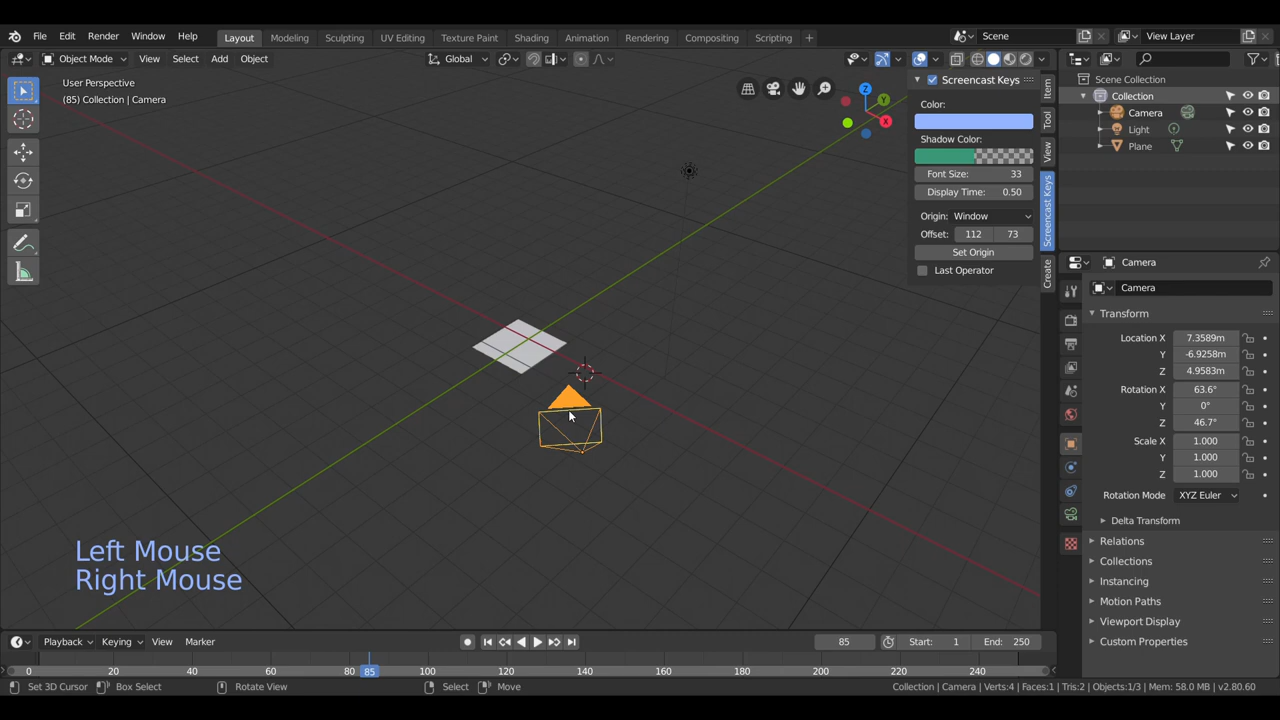 File Edit Render Window Help Layout Modeling Sculpting UV Editing Texture Paint Shading Animation Rendering Compositing Scripting + Scene View Layer
Object Mode View Select Add Object Global
User Perspective
(85) Collection | Camera
Z
Y
X
Screencast Keys
Color:
Shadow Color:
Font Size: 33
Display Time: 0.50
Origin: Window
Offset: 112 73
Set Origin
Last Operator
Item
Tool
View
Screencast Keys
Create
Scene Collection
Collection
Camera
Light
Plane
Camera
Camera
Transform
Location X 7.3589m
Y -6.9258m
Z 4.9583m
Rotation X 63.6°
Y 0°
Z 46.7°
Scale X 1.000
Y 1.000
Z 1.000
Rotation Mode XYZ Euler
Delta Transform
Relations
Collections
Instancing
Motion Paths
Viewport Display
Custom Properties
Left Mouse
Right Mouse
Playback Keying View Marker 85 Start: 1 End: 250
0 20 40 60 80 85 100 120 140 160 180 200 220 240
Set 3D Cursor Box Select Rotate View Select Move Collection | Camera | Verts:4 | Faces:1 | Tris:2 | Objects:1/3 | Mem: 58.0 MB | v2.80.60